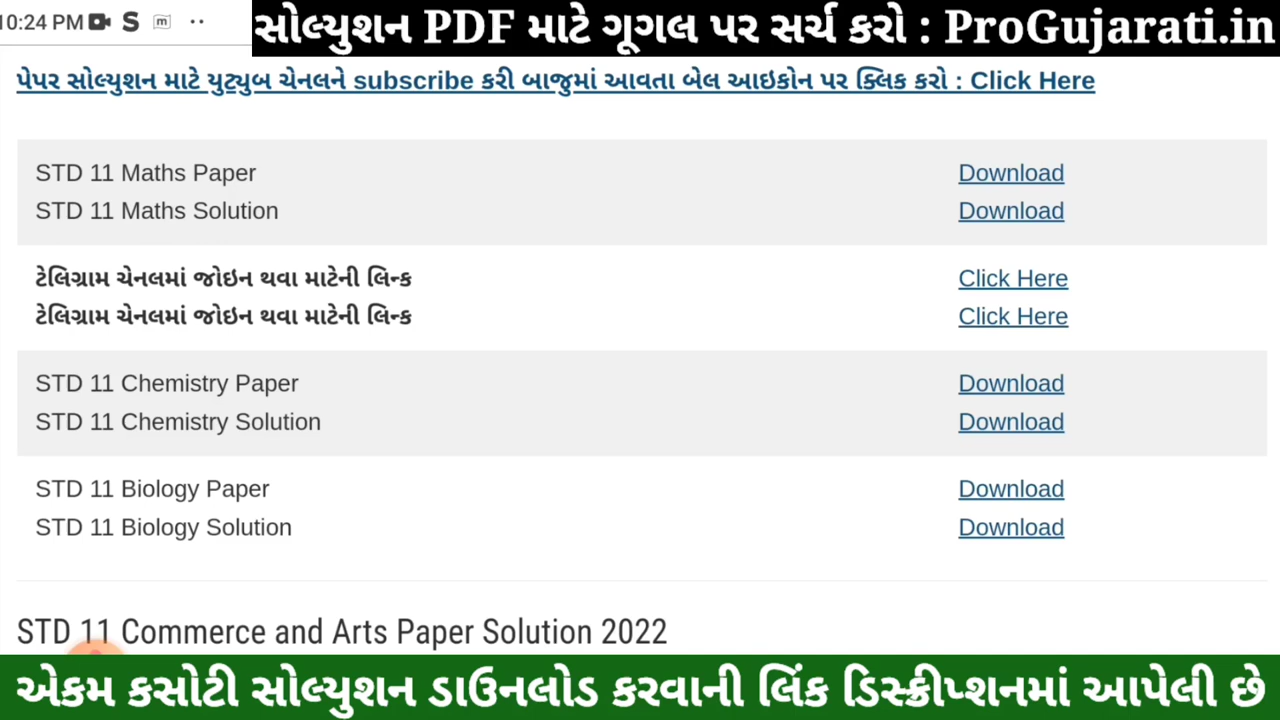 10:24 PM S m ··
સોલ્યુશન PDF માટે ગૂગલ પર સર્ચ કરો : ProGujarati.in
પેપર સોલ્યુશન માટે યુટ્યુબ ચેનલને subscribe કરી બાજુમાં આવતા બેલ આઇકોન પર ક્લિક કરો : Click Here
STD 11 Maths Paper Download
STD 11 Maths Solution Download
ટેલિગ્રામ ચેનલમાં જોઇન થવા માટેની લિન્ક Click Here
ટેલિગ્રામ ચેનલમાં જોઇન થવા માટેની લિન્ક Click Here
STD 11 Chemistry Paper Download
STD 11 Chemistry Solution Download
STD 11 Biology Paper Download
STD 11 Biology Solution Download
STD 11 Commerce and Arts Paper Solution 2022
એકમ કસોટી સોલ્યુશન ડાઉનલોડ કરવાની લિંક ડિસ્ક્રીપ્શનમાં આપેલી છે